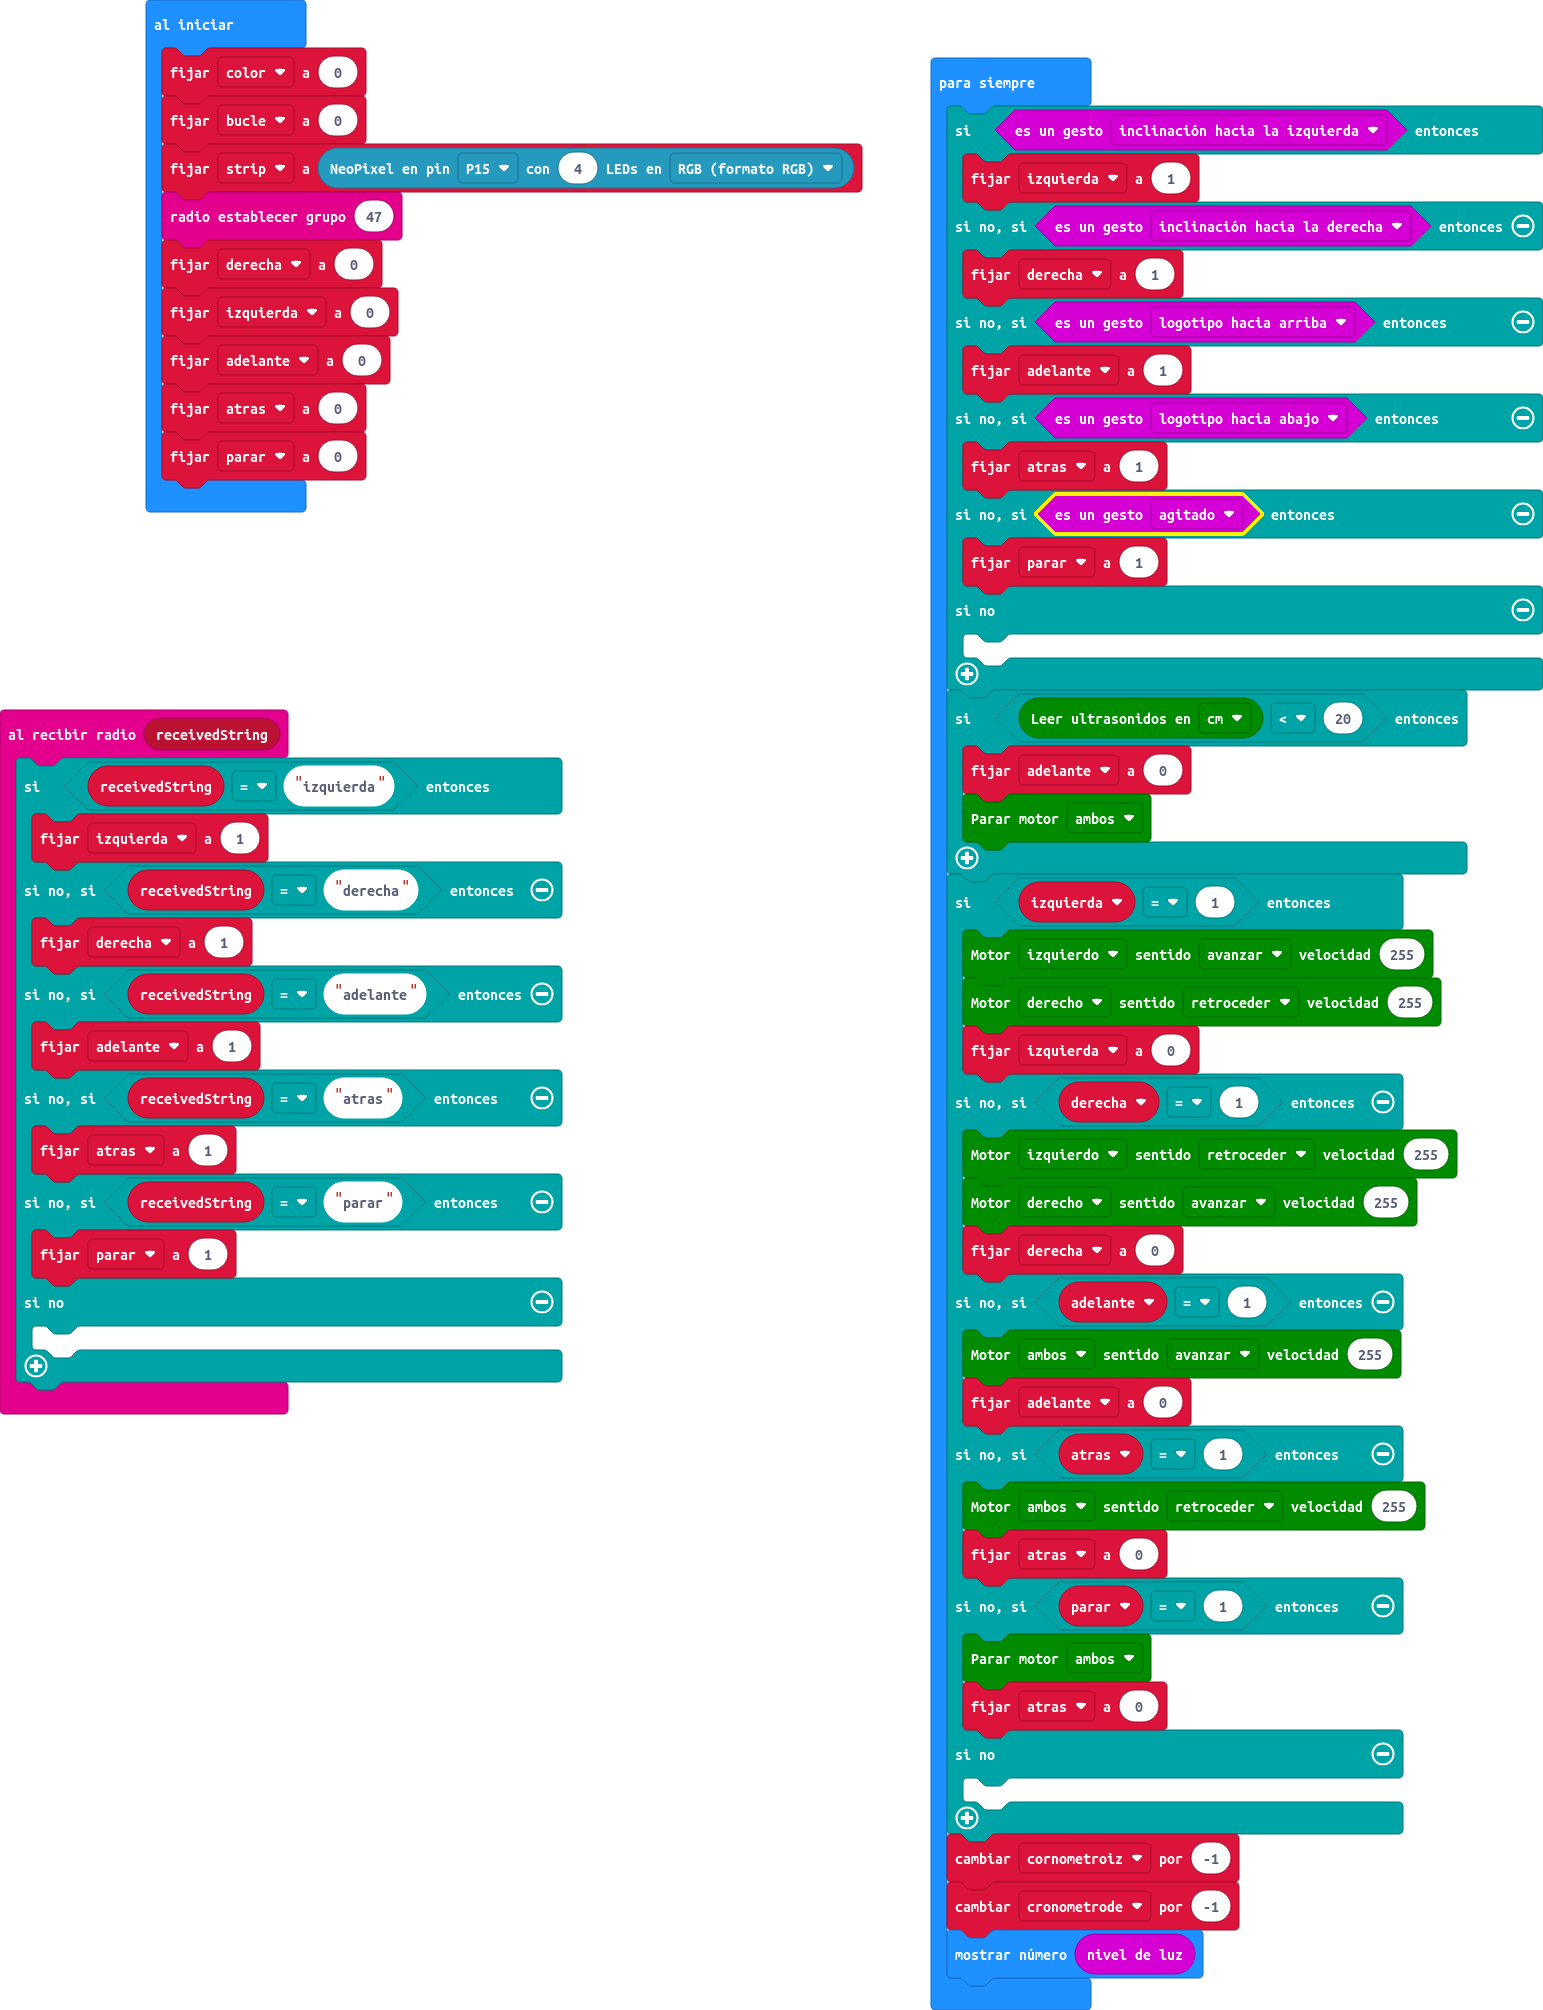 al iniciar
fijar color a 0
fijar bucle a 0
fijar strip a NeoPixel en pin P15 con 4 LEDs en RGB (formato RGB)
radio establecer grupo 47
fijar derecha a 0
fijar izquierda a 0
fijar adelante a 0
fijar atras a 0
fijar parar a 0
al recibir radio receivedString
si receivedString = "izquierda" entonces
fijar izquierda a 1
si no, si receivedString = "derecha" entonces
fijar derecha a 1
si no, si receivedString = "adelante" entonces
fijar adelante a 1
si no, si receivedString = "atras" entonces
fijar atras a 1
si no, si receivedString = "parar" entonces
fijar parar a 1
si no
para siempre
si es un gesto inclinación hacia la izquierda entonces
fijar izquierda a 1
si no, si es un gesto inclinación hacia la derecha entonces
fijar derecha a 1
si no, si es un gesto logotipo hacia arriba entonces
fijar adelante a 1
si no, si es un gesto logotipo hacia abajo entonces
fijar atras a 1
si no, si es un gesto agitado entonces
fijar parar a 1
si no
si Leer ultrasonidos en cm < 20 entonces
fijar adelante a 0
Parar motor ambos
si izquierda = 1 entonces
Motor izquierdo sentido avanzar velocidad 255
Motor derecho sentido retroceder velocidad 255
fijar izquierda a 0
si no, si derecha = 1 entonces
Motor izquierdo sentido retroceder velocidad 255
Motor derecho sentido avanzar velocidad 255
fijar derecha a 0
si no, si adelante = 1 entonces
Motor ambos sentido avanzar velocidad 255
fijar adelante a 0
si no, si atras = 1 entonces
Motor ambos sentido retroceder velocidad 255
fijar atras a 0
si no, si parar = 1 entonces
Parar motor ambos
fijar atras a 0
si no
cambiar cornometroiz por -1
cambiar cronometrode por -1
mostrar número nivel de luz